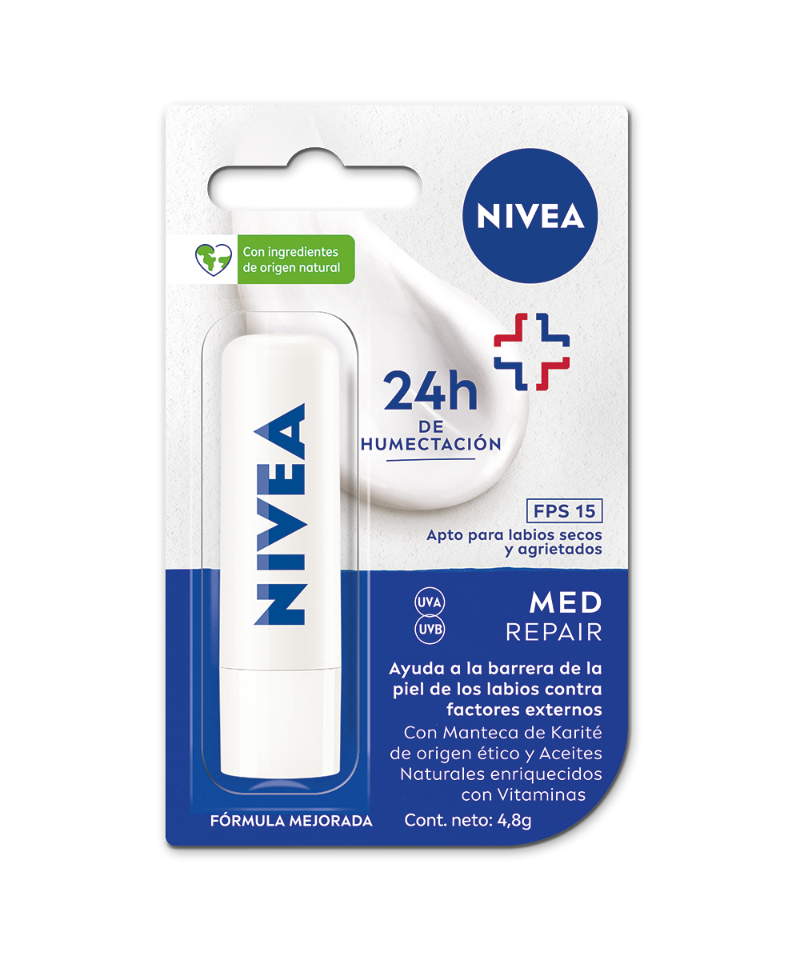 NIVEA
Con ingredientes
de origen natural
24h
DE
HUMECTACIÓN
NIVEA
FPS 15
Apto para labios secos
y agrietados
UVA
UVB
MED
REPAIR
Ayuda a la barrera de la
piel de los labios contra
factores externos
Con Manteca de Karité
de origen ético y Aceites
Naturales enriquecidos
con Vitaminas
FÓRMULA MEJORADA
Cont. neto: 4,8g